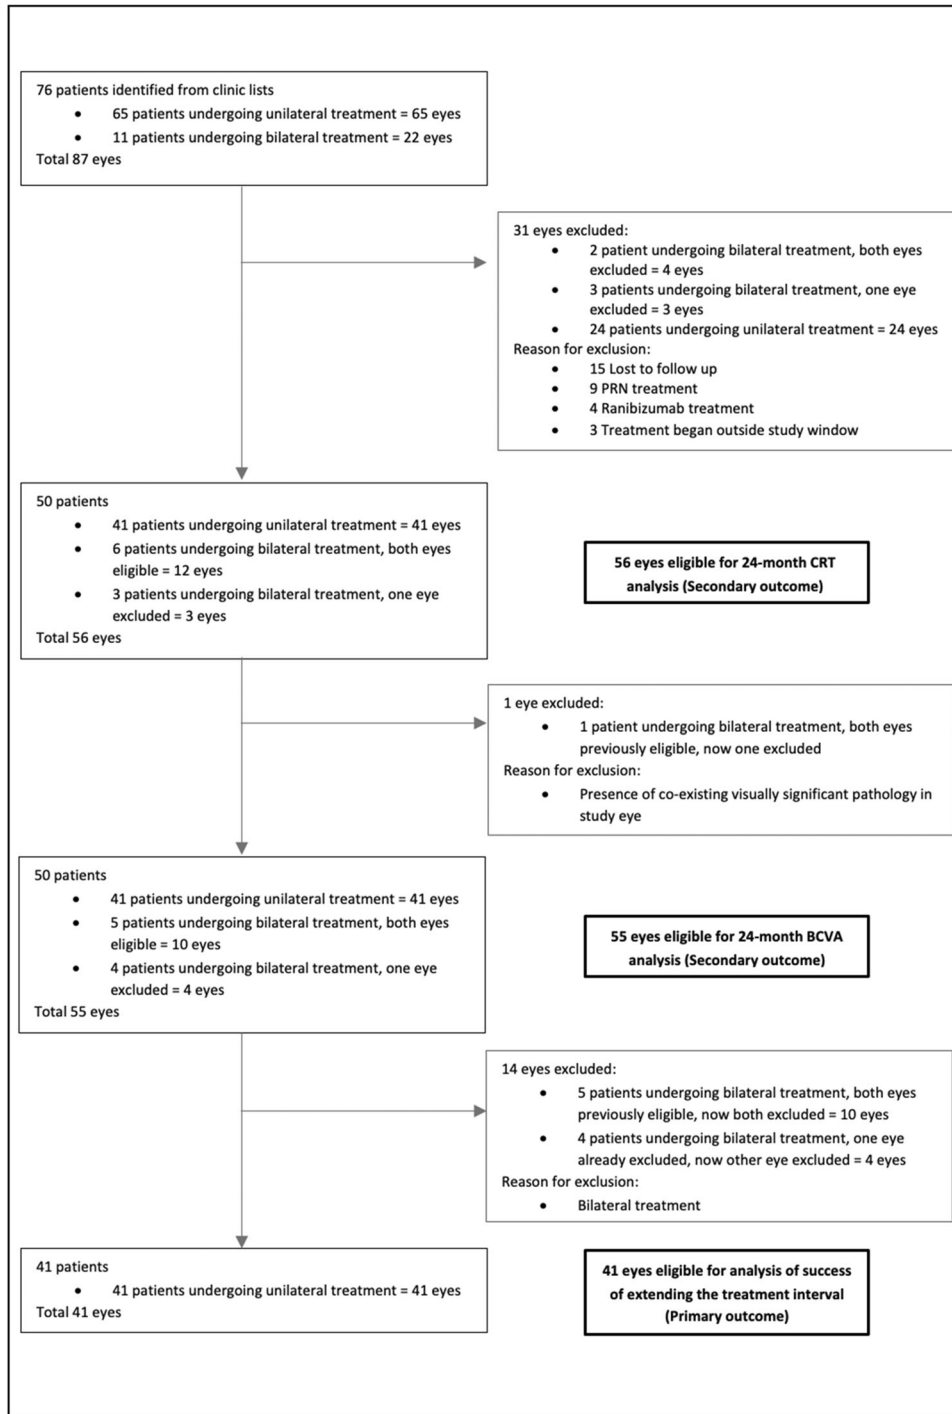 76 patients identified from clinic lists
• 65 patients undergoing unilateral treatment = 65 eyes
• 11 patients undergoing bilateral treatment = 22 eyes
Total 87 eyes
31 eyes excluded:
• 2 patient undergoing bilateral treatment, both eyes
excluded = 4 eyes
• 3 patients undergoing bilateral treatment, one eye
excluded = 3 eyes
• 24 patients undergoing unilateral treatment = 24 eyes
Reason for exclusion:
• 15 Lost to follow up
• 9 PRN treatment
• 4 Ranibizumab treatment
• 3 Treatment began outside study window
50 patients
• 41 patients undergoing unilateral treatment = 41 eyes
• 6 patients undergoing bilateral treatment, both eyes
eligible = 12 eyes
• 3 patients undergoing bilateral treatment, one eye
excluded = 3 eyes
Total 56 eyes
56 eyes eligible for 24-month CRT
analysis (Secondary outcome)
1 eye excluded:
• 1 patient undergoing bilateral treatment, both eyes
previously eligible, now one excluded
Reason for exclusion:
• Presence of co-existing visually significant pathology in
study eye
50 patients
• 41 patients undergoing unilateral treatment = 41 eyes
• 5 patients undergoing bilateral treatment, both eyes
eligible = 10 eyes
• 4 patients undergoing bilateral treatment, one eye
excluded = 4 eyes
Total 55 eyes
55 eyes eligible for 24-month BCVA
analysis (Secondary outcome)
14 eyes excluded:
• 5 patients undergoing bilateral treatment, both eyes
previously eligible, now both excluded = 10 eyes
• 4 patients undergoing bilateral treatment, one eye
already excluded, now other eye excluded = 4 eyes
Reason for exclusion:
• Bilateral treatment
41 patients
• 41 patients undergoing unilateral treatment = 41 eyes
Total 41 eyes
41 eyes eligible for analysis of success
of extending the treatment interval
(Primary outcome)